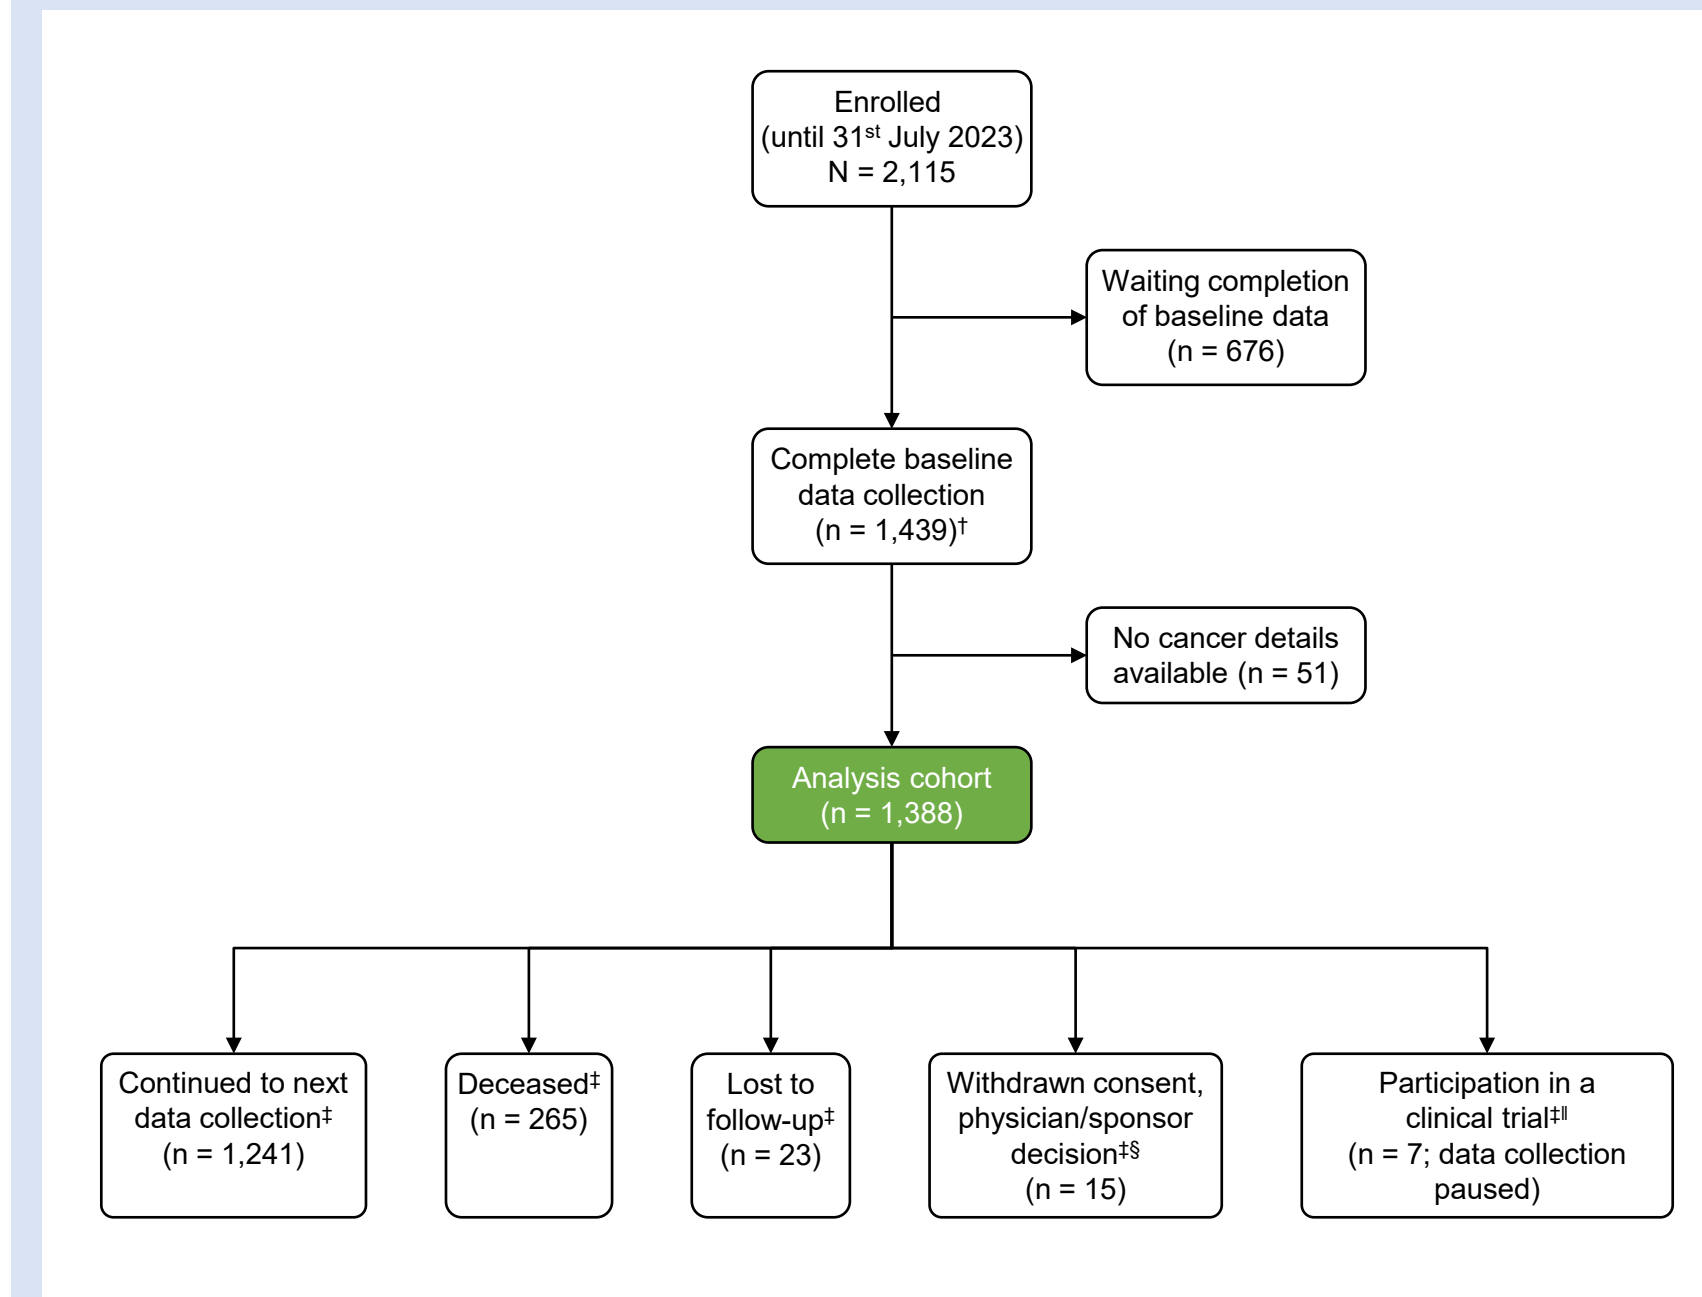 Enrolled
(until 31st July 2023)
N = 2,115
Waiting completion
of baseline data
(n = 676)
Complete baseline
data collection
(n = 1,439)†
No cancer details
available (n = 51)
Analysis cohort
(n = 1,388)
Continued to next
data collection‡
(n = 1,241)
Deceased‡
(n = 265)
Lost to
follow-up‡
(n = 23)
Withdrawn consent,
physician/sponsor
decision‡§
(n = 15)
Participation in a
clinical trial‡‖
(n = 7; data collection
paused)